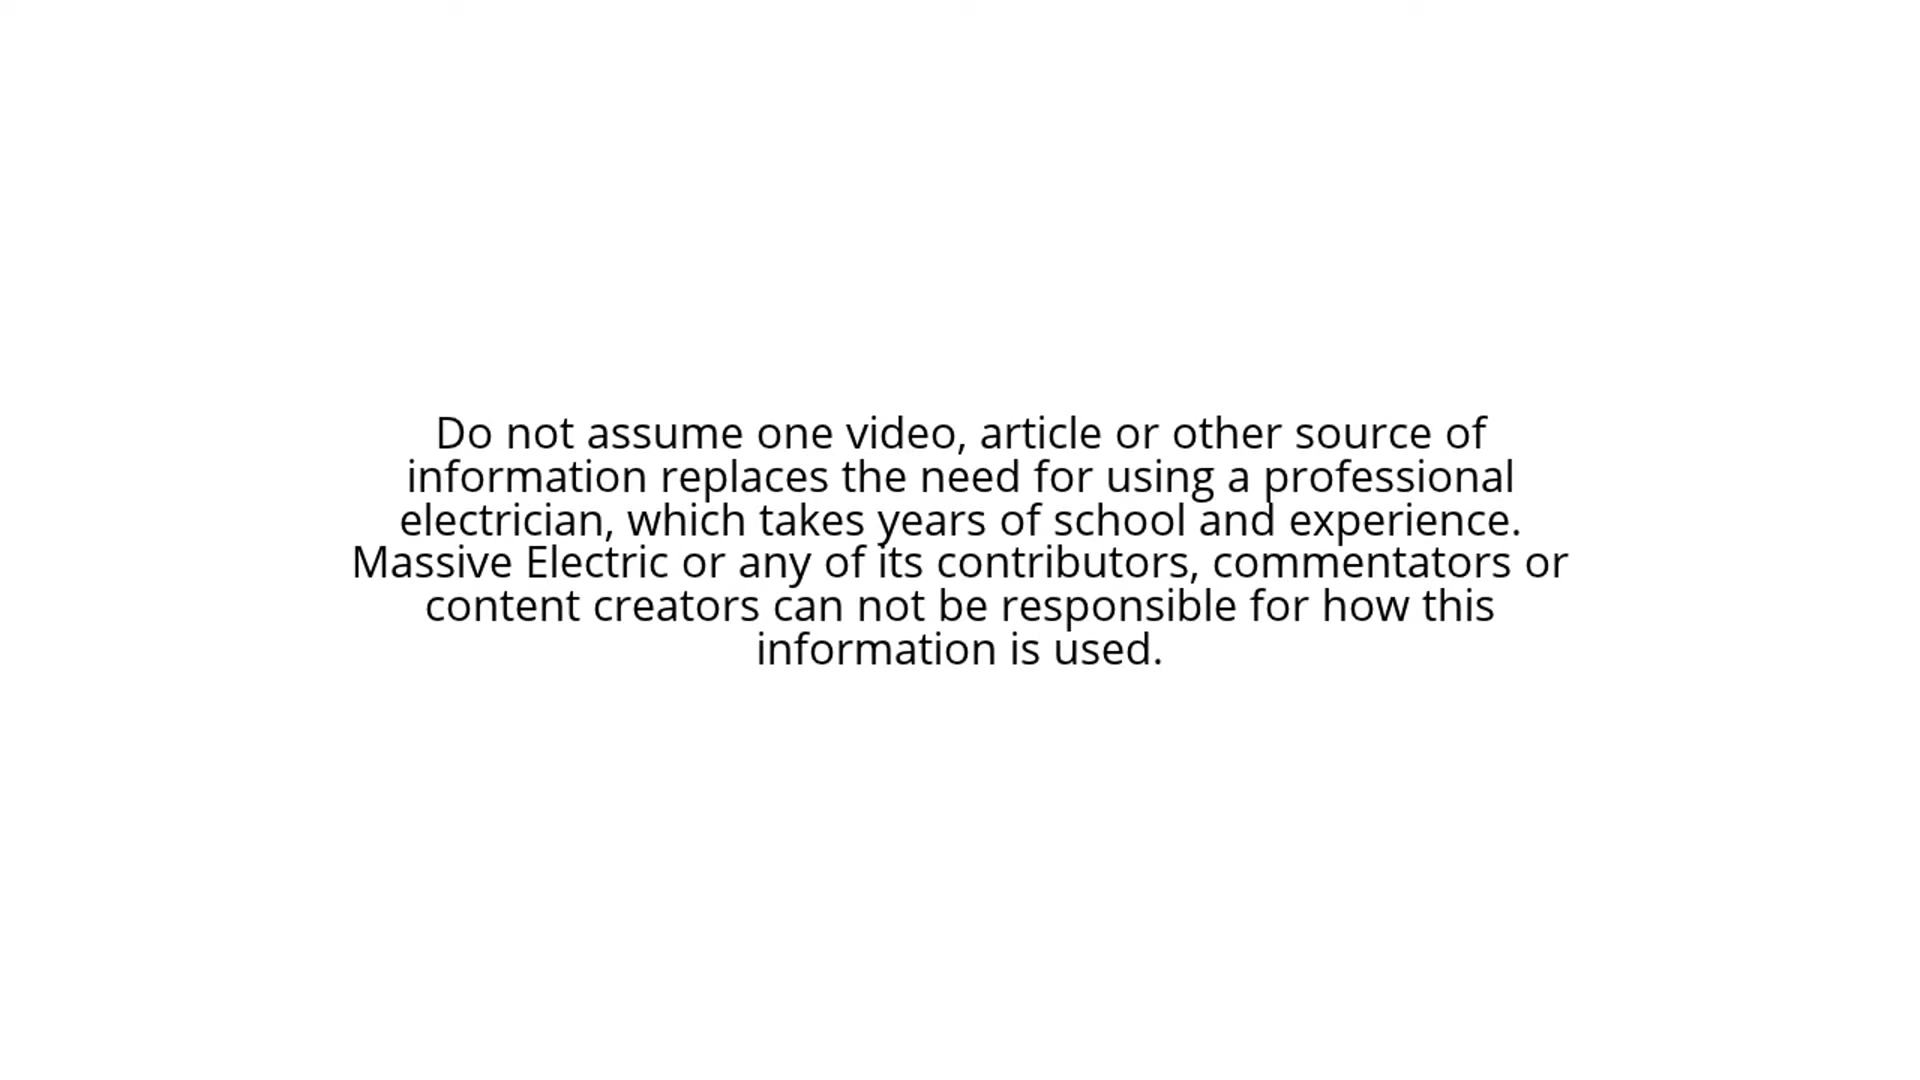 Do not assume one video, article or other source of
information replaces the need for using a professional
electrician, which takes years of school and experience.
Massive Electric or any of its contributors, commentators or
content creators can not be responsible for how this
information is used.